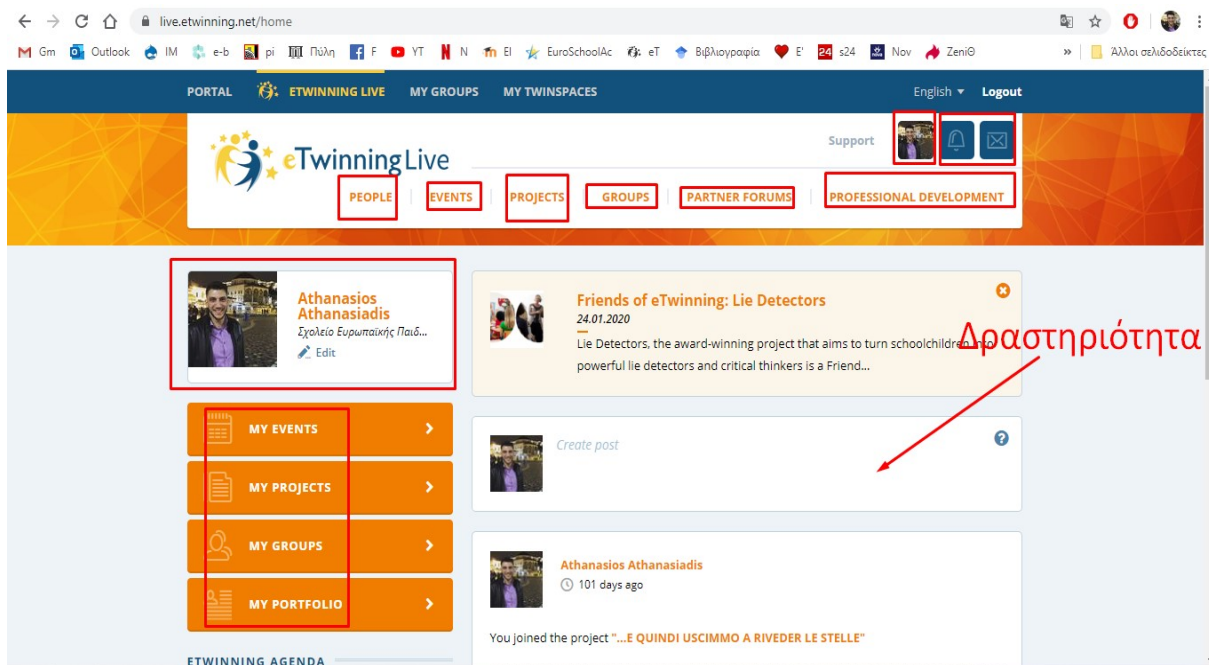 live.etwinning.net/home
Gm Outlook IM e-b pi Πύλη F YT N EI EuroSchoolAc eT Βιβλιογραφία E' 24 s24 Nov ZeniΘ » Άλλοι σελιδοδείκτες
PORTAL ETWINNING LIVE MY GROUPS MY TWINSPACES English Logout
eTwinning Live
Support
PEOPLE EVENTS PROJECTS GROUPS PARTNER FORUMS PROFESSIONAL DEVELOPMENT
Athanasios
Athanasiadis
Σχολείο Ευρωπαϊκής Παιδ...
Edit
MY EVENTS
MY PROJECTS
MY GROUPS
MY PORTFOLIO
ETWINNING AGENDA
Friends of eTwinning: Lie Detectors
24.01.2020
Lie Detectors, the award-winning project that aims to turn schoolchildren into
powerful lie detectors and critical thinkers is a Friend...
Δραστηριότητα
Create post
?
Athanasios Athanasiadis
101 days ago
You joined the project "...E QUINDI USCIMMO A RIVEDER LE STELLE"